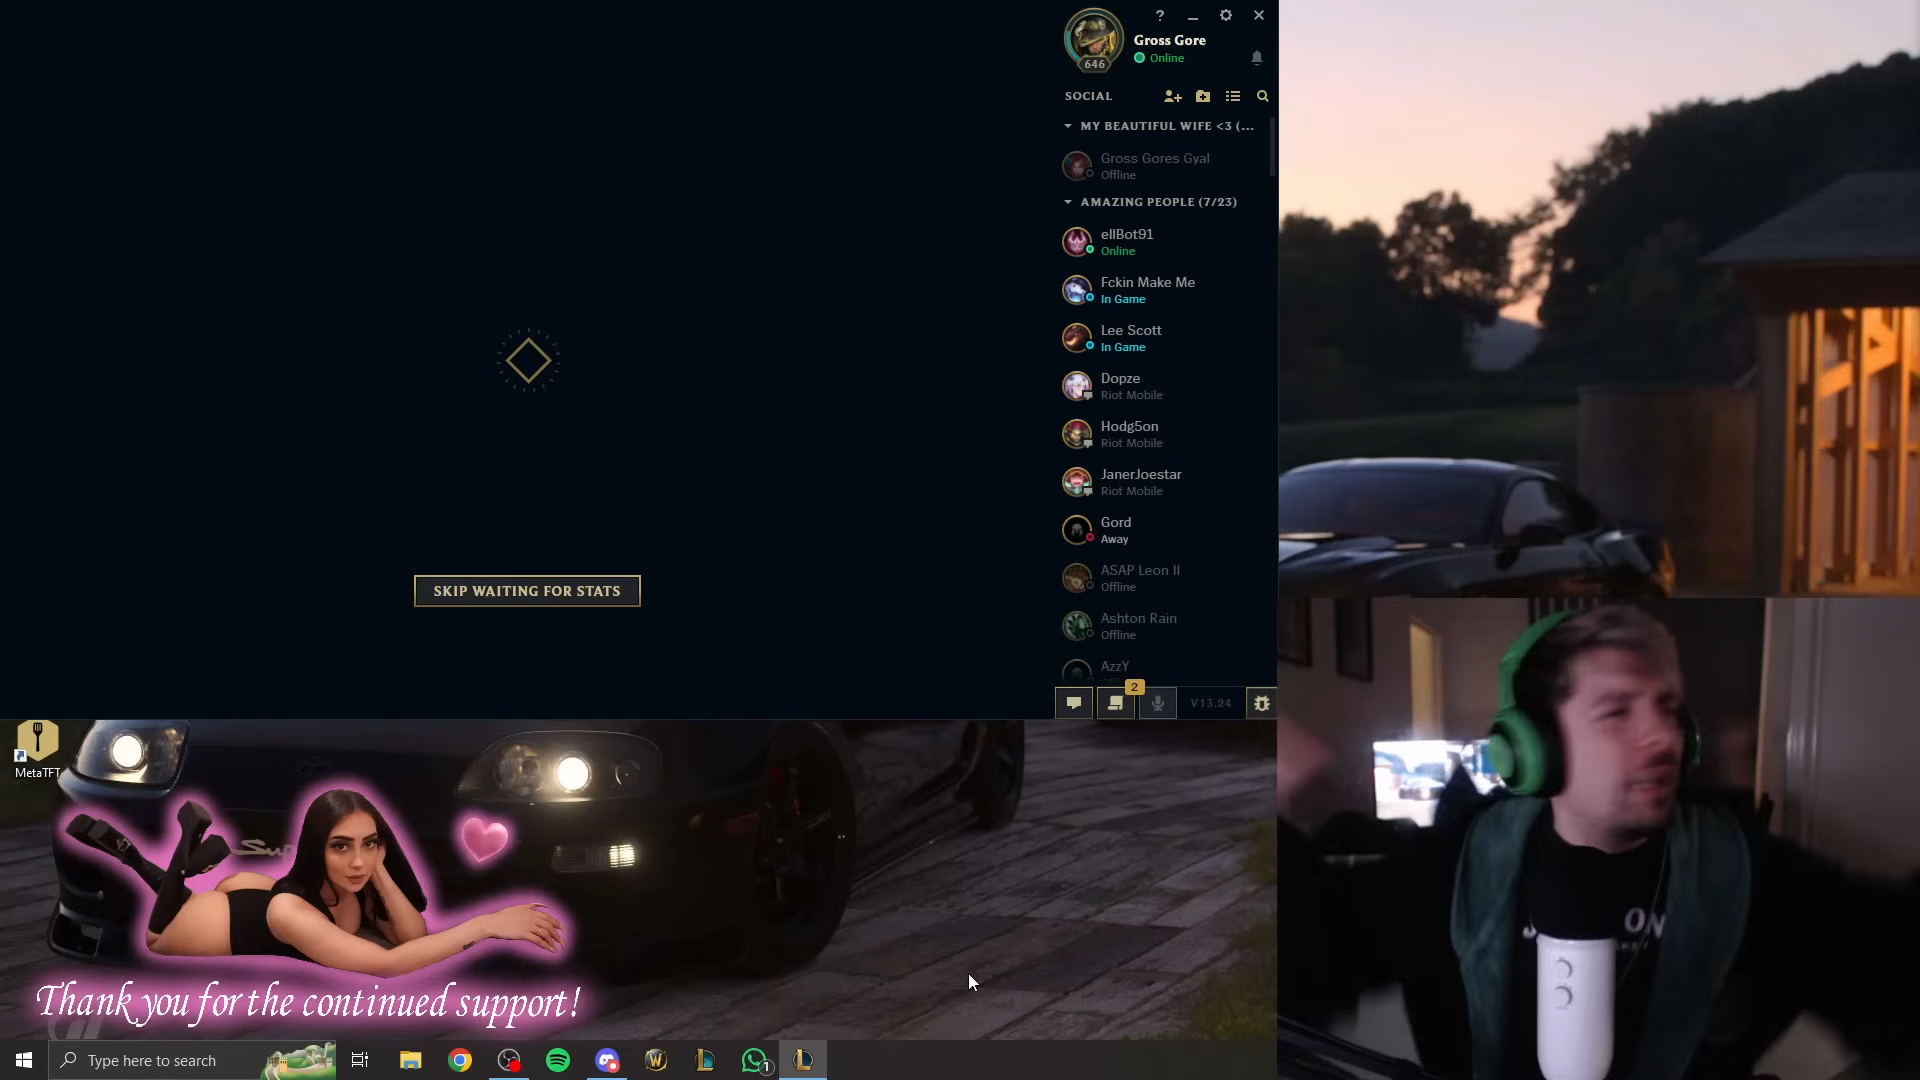 ?
Gross Gore
Online
646
SOCIAL
MY BEAUTIFUL WIFE <3 (...
Gross Gores Gyal
Offline
AMAZING PEOPLE (7/23)
ellBot91
Online
Fckin Make Me
In Game
Lee Scott
In Game
Dopze
Riot Mobile
Hodg5on
Riot Mobile
JanerJoestar
Riot Mobile
Gord
Away
ASAP Leon II
Offline
Ashton Rain
Offline
AzzY
SKIP WAITING FOR STATS
2
V13.24
MetaTFT
Thank you for the continued support!
Type here to search
W
L
1
L
ON